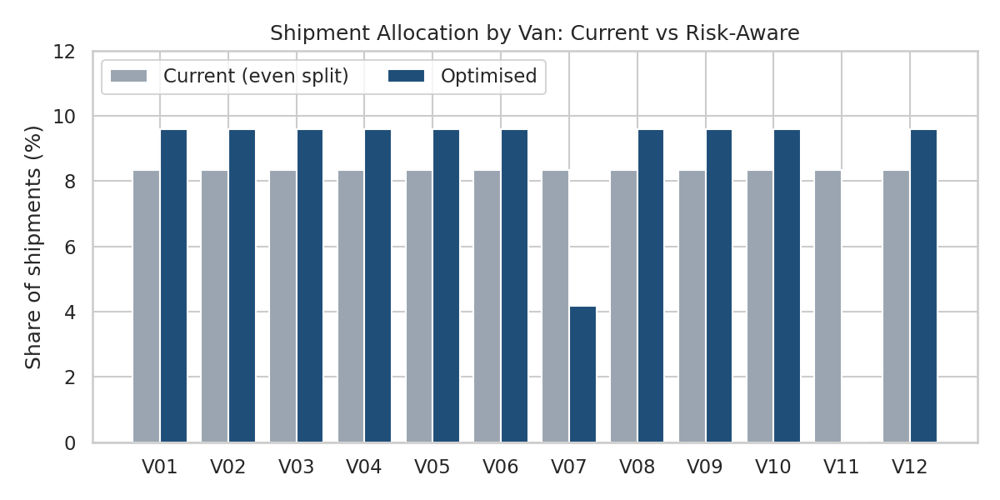 Shipment Allocation by Van: Current vs Risk-Aware
Current (even split) Optimised
Share of shipments (%)
12
10
8
6
4
2
0
V01 V02 V03 V04 V05 V06 V07 V08 V09 V10 V11 V12